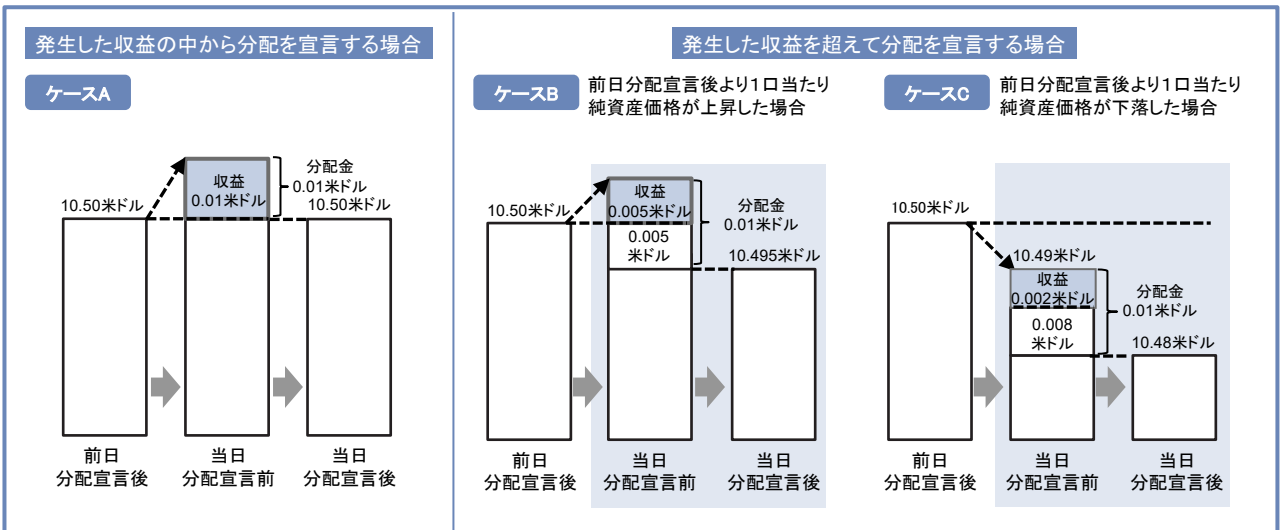 発生した収益の中から分配を宣言する場合
ケースA
10.50米ドル
収益
0.01米ドル
分配金
0.01米ドル
10.50米ドル
前日
分配宣言後
当日
分配宣言前
当日
分配宣言後
発生した収益を超えて分配を宣言する場合
ケースB
前日分配宣言後より1口当たり
純資産価格が上昇した場合
10.50米ドル
収益
0.005米ドル
0.005
米ドル
分配金
0.01米ドル
10.495米ドル
前日
分配宣言後
当日
分配宣言前
当日
分配宣言後
ケースC
前日分配宣言後より1口当たり
純資産価格が下落した場合
10.50米ドル
10.49米ドル
収益
0.002米ドル
0.008
米ドル
分配金
0.01米ドル
10.48米ドル
前日
分配宣言後
当日
分配宣言前
当日
分配宣言後